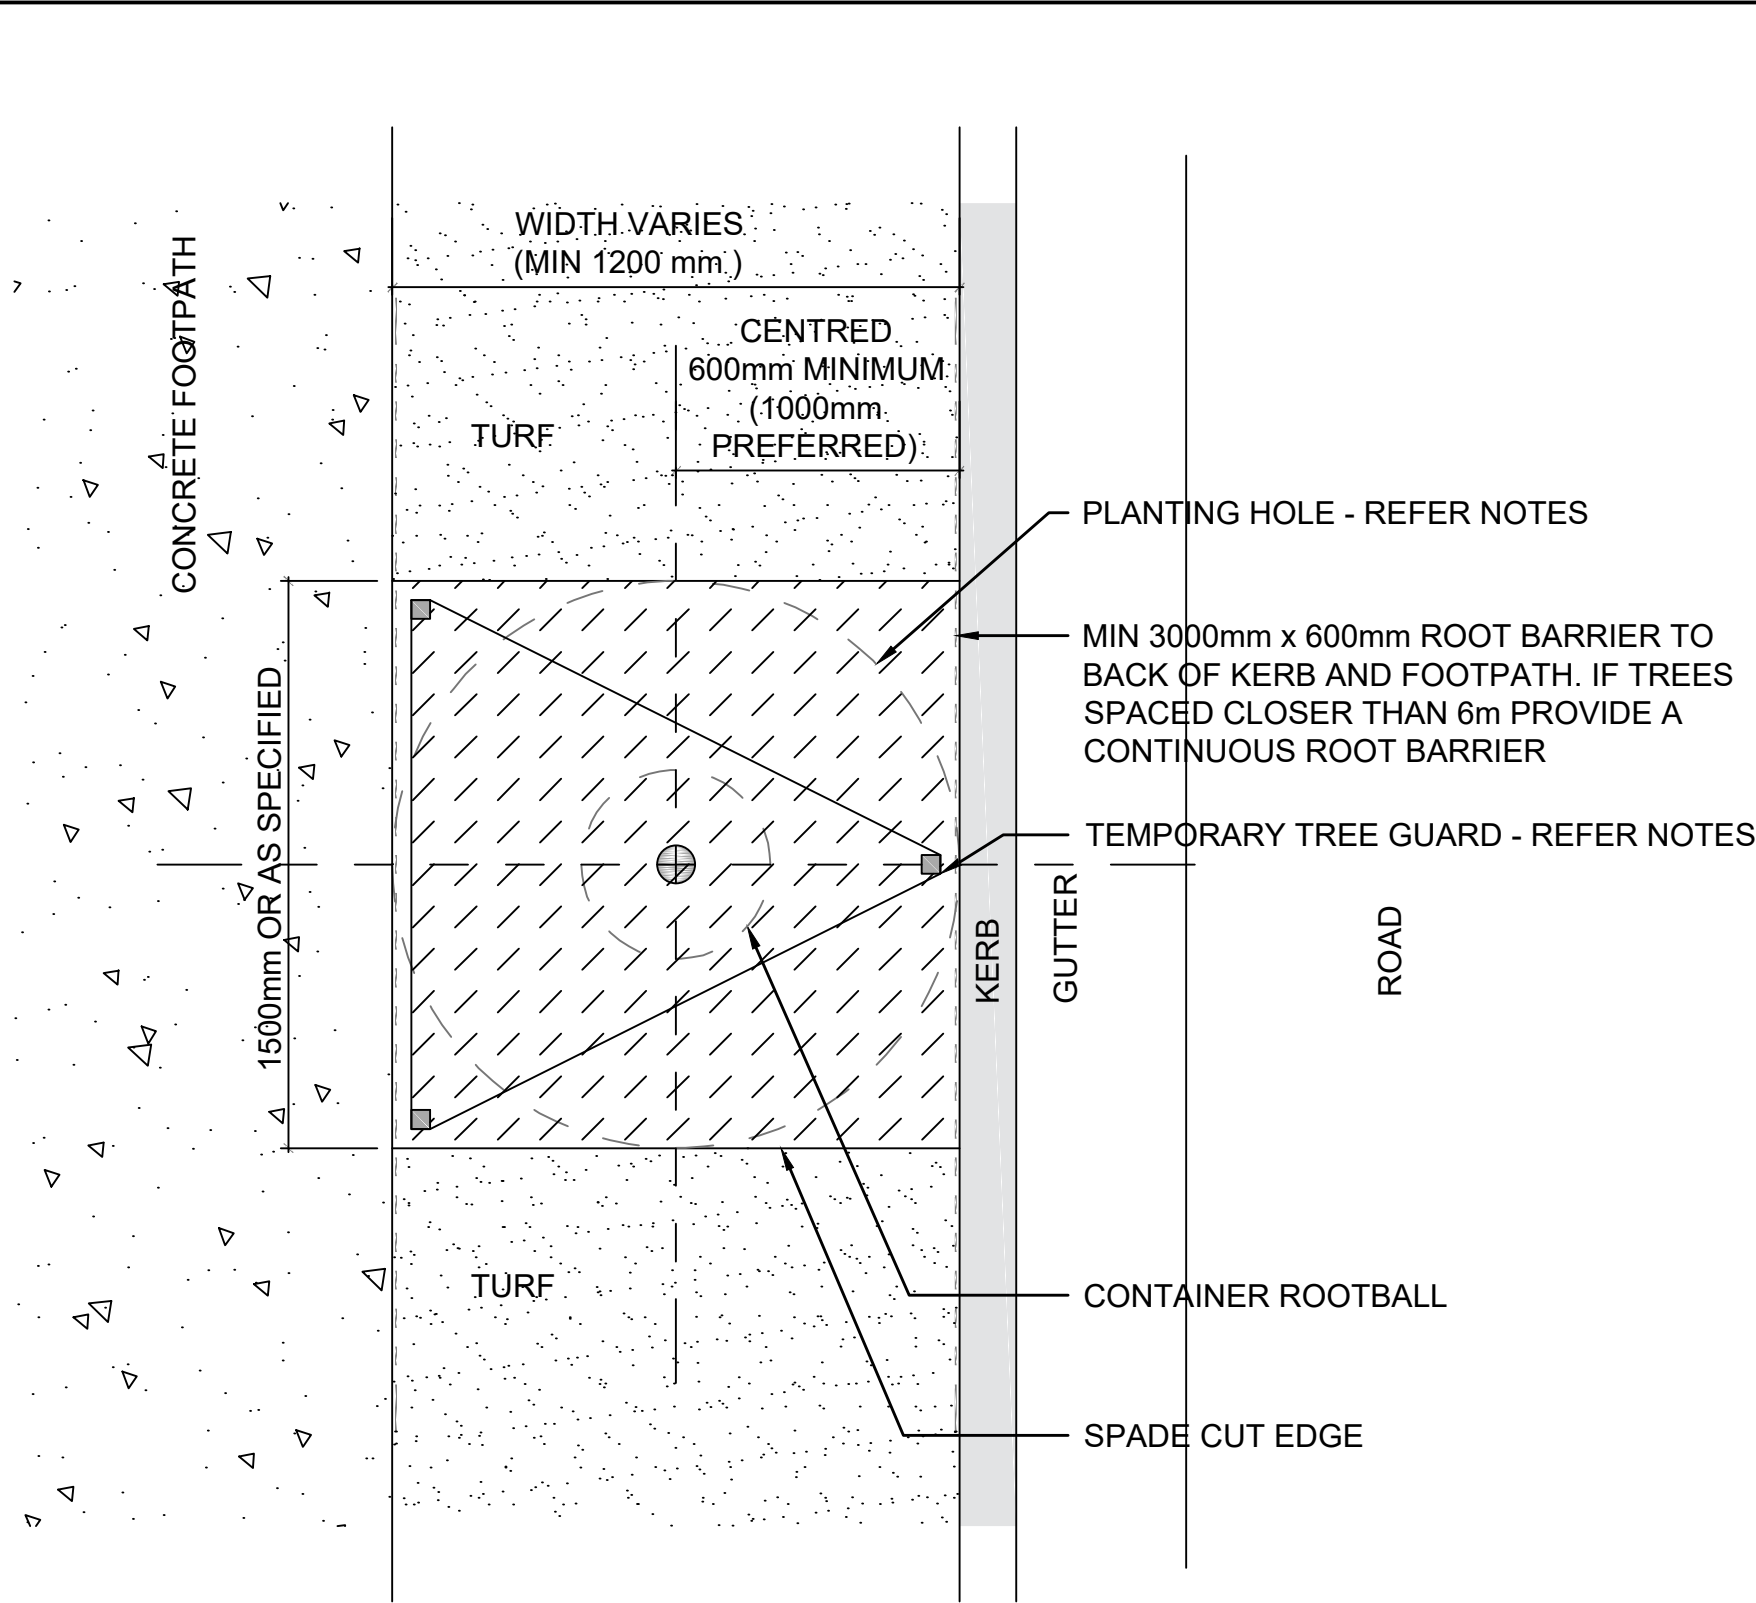 WIDTH VARIES
(MIN 1200 mm )
CONCRETE FOOTPATH
CENTRED
600mm MINIMUM
(1000mm
PREFERRED)
TURF
PLANTING HOLE - REFER NOTES
MIN 3000mm x 600mm ROOT BARRIER TO
BACK OF KERB AND FOOTPATH. IF TREES
SPACED CLOSER THAN 6m PROVIDE A
CONTINUOUS ROOT BARRIER
1500mm OR AS SPECIFIED
TEMPORARY TREE GUARD - REFER NOTES
KERB
GUTTER
ROAD
TURF
CONTAINER ROOTBALL
SPADE CUT EDGE